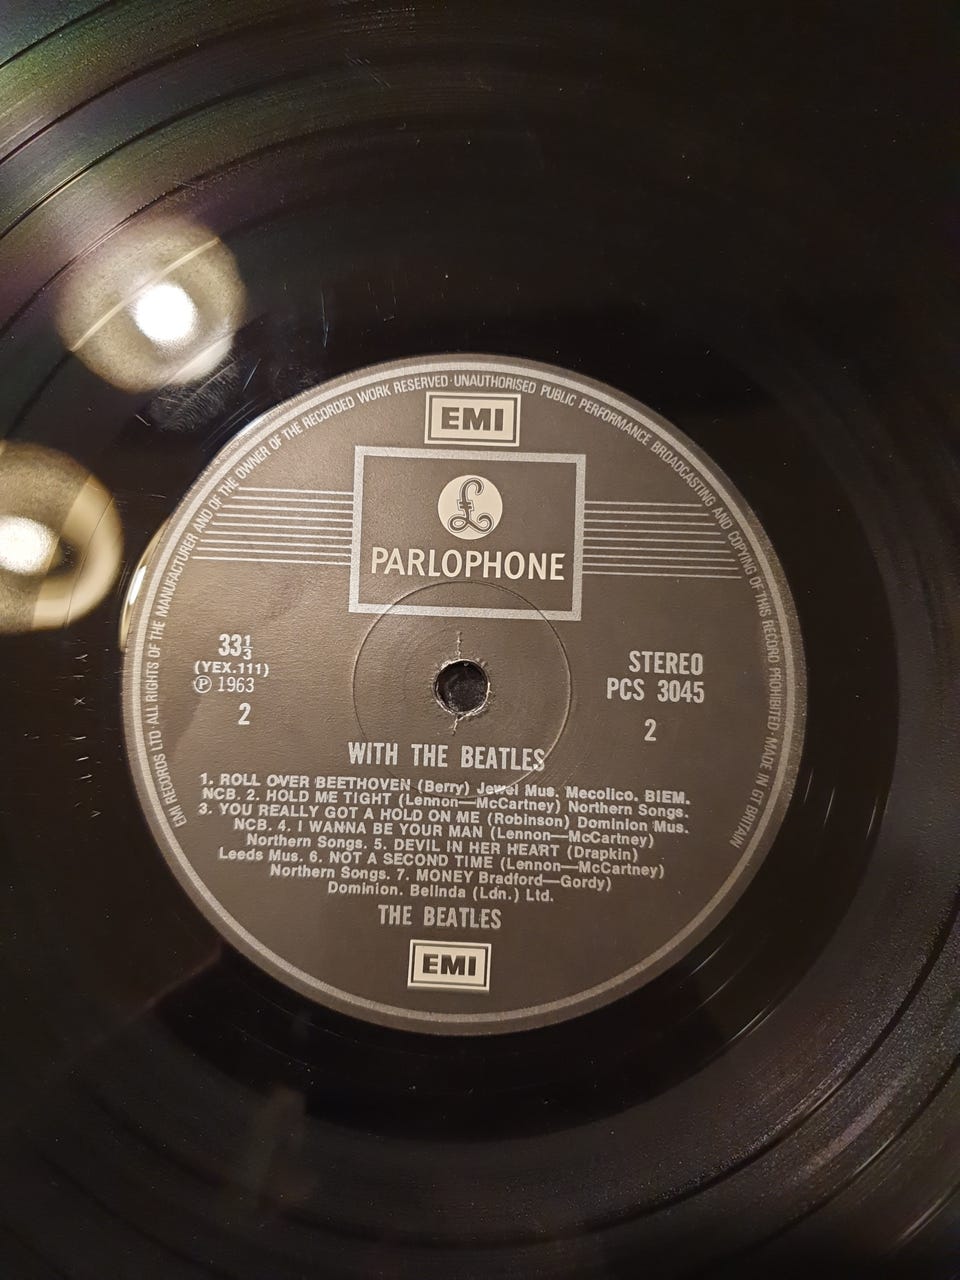 EMI RECORDS LTD·ALL RIGHTS OF THE MANUFACTURER AND OF THE OWNER OF THE RECORDED WORK RESERVED·UNAUTHORISED PUBLIC PERFORMANCE BROADCASTING AND COPYING OF THIS RECORD PROHIBITED·MADE IN GT BRITAIN
EMI
£
PARLOPHONE
33⅓
(YEX.111)
℗ 1963
2
STEREO
PCS 3045
2
WITH THE BEATLES
1. ROLL OVER BEETHOVEN (Berry) Jewel Mus. Mecolico. BIEM.
NCB. 2. HOLD ME TIGHT (Lennon—McCartney) Northern Songs.
3. YOU REALLY GOT A HOLD ON ME (Robinson) Dominion Mus.
NCB. 4. I WANNA BE YOUR MAN (Lennon—McCartney)
Northern Songs. 5. DEVIL IN HER HEART (Drapkin)
Leeds Mus. 6. NOT A SECOND TIME (Lennon—McCartney)
Northern Songs. 7. MONEY Bradford—Gordy)
Dominion. Belinda (Ldn.) Ltd.
THE BEATLES
EMI